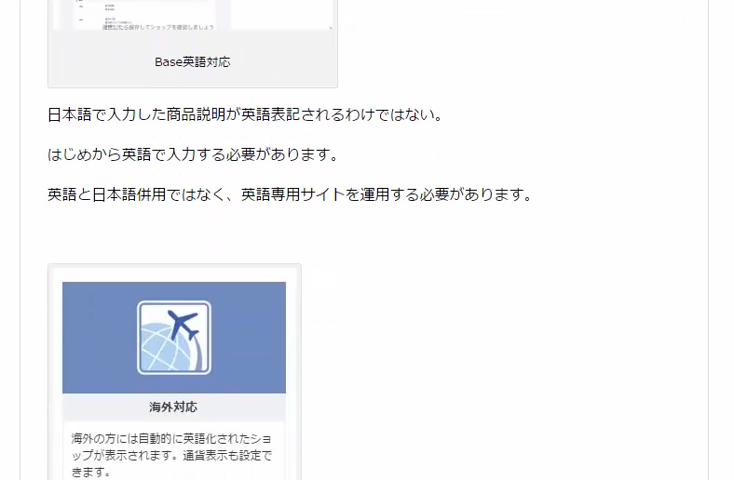 Base英語対応
日本語で入力した商品説明が英語表記されるわけではない。
はじめから英語で入力する必要があります。
英語と日本語併用ではなく、英語専用サイトを運用する必要があります。
海外対応
海外の方には自動的に英語化されたショ
ップが表示されます。通貨表示も設定で
きます。